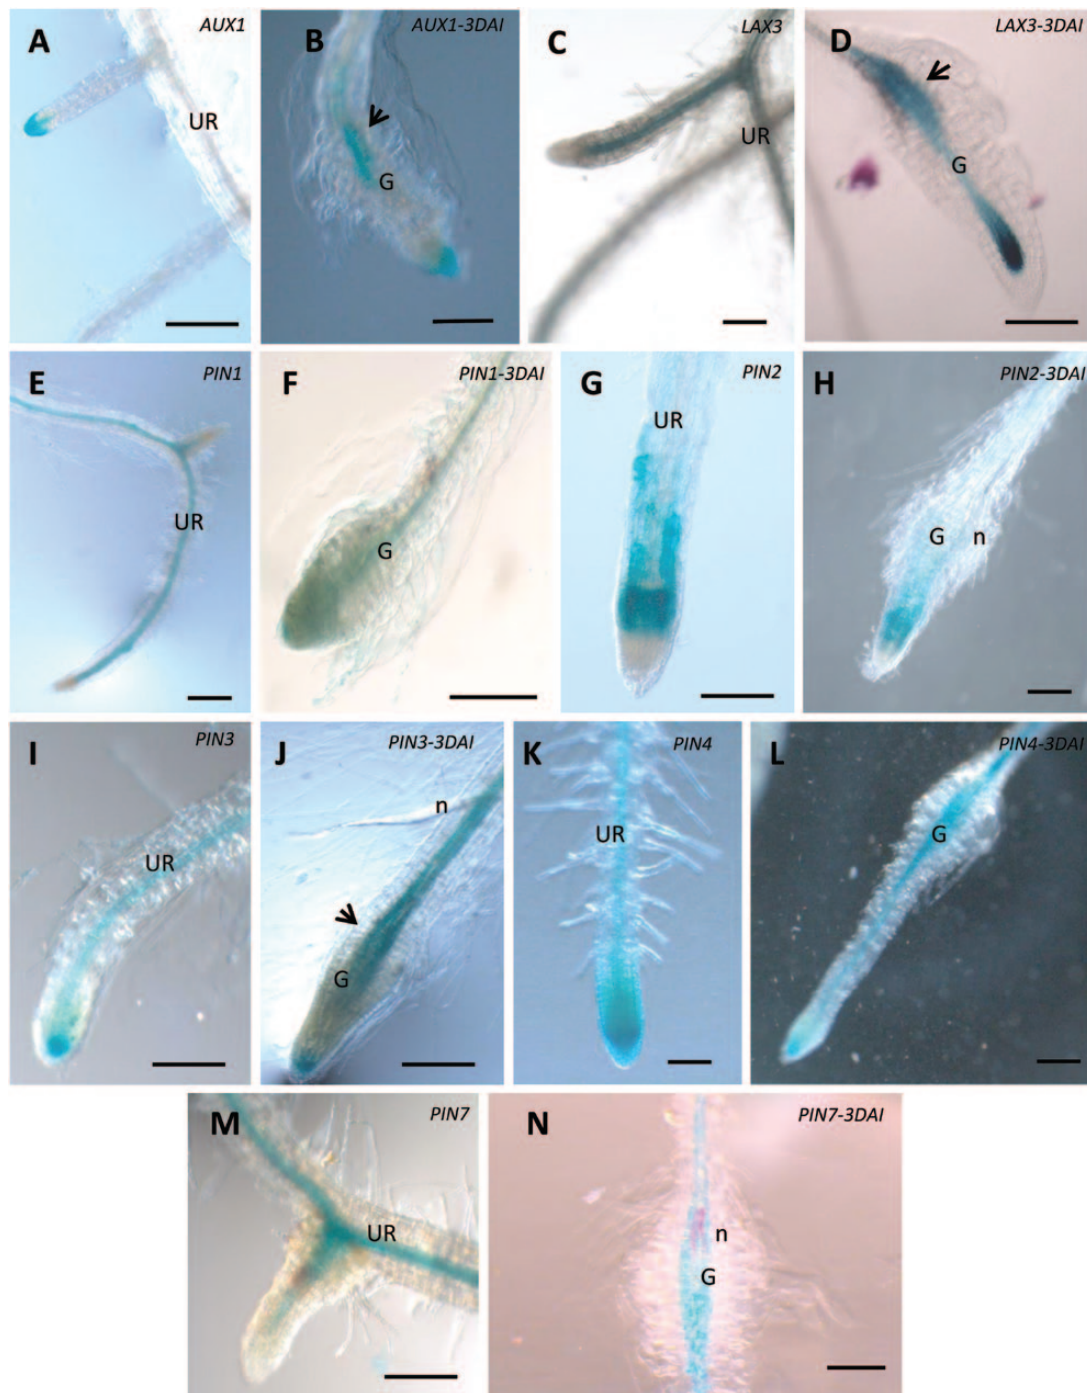 A AUX1
UR
B AUX1-3DAI
G
C LAX3
UR
D LAX3-3DAI
G
E PIN1
UR
F PIN1-3DAI
G
G PIN2
UR
H PIN2-3DAI
G n
I PIN3
UR
J PIN3-3DAI
n
G
K PIN4
UR
L PIN4-3DAI
G
M PIN7
UR
N PIN7-3DAI
n
G